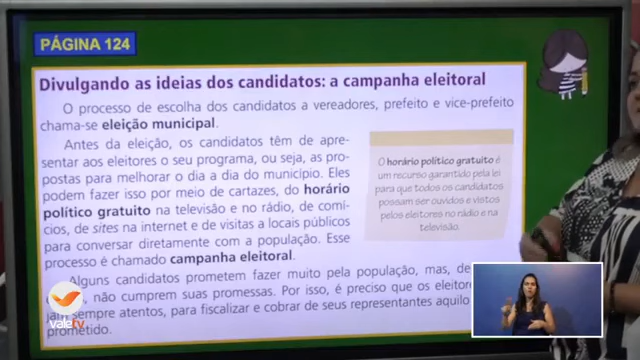 PÁGINA 124
Divulgando as ideias dos candidatos: a campanha eleitoral
O processo de escolha dos candidatos a vereadores, prefeito e vice-prefeito
chama-se eleição municipal.
Antes da eleição, os candidatos têm de apre-
sentar aos eleitores o seu programa, ou seja, as pro-
postas para melhorar o dia a dia do município. Eles
podem fazer isso por meio de cartazes, do horário
político gratuito na televisão e no rádio, de comí-
cios, de sites na internet e de visitas a locais públicos
para conversar diretamente com a população. Esse
processo é chamado campanha eleitoral.
O horário político gratuito é
um recurso garantido pela lei
para que todos os candidatos
possam ser ouvidos e vistos
pelos eleitores no rádio e na
televisão.
Alguns candidatos prometem fazer muito pela população, mas, de
não cumprem suas promessas. Por isso, é preciso que os eleitore
jam sempre atentos, para fiscalizar e cobrar de seus representantes aquilo
prometido.
valetv